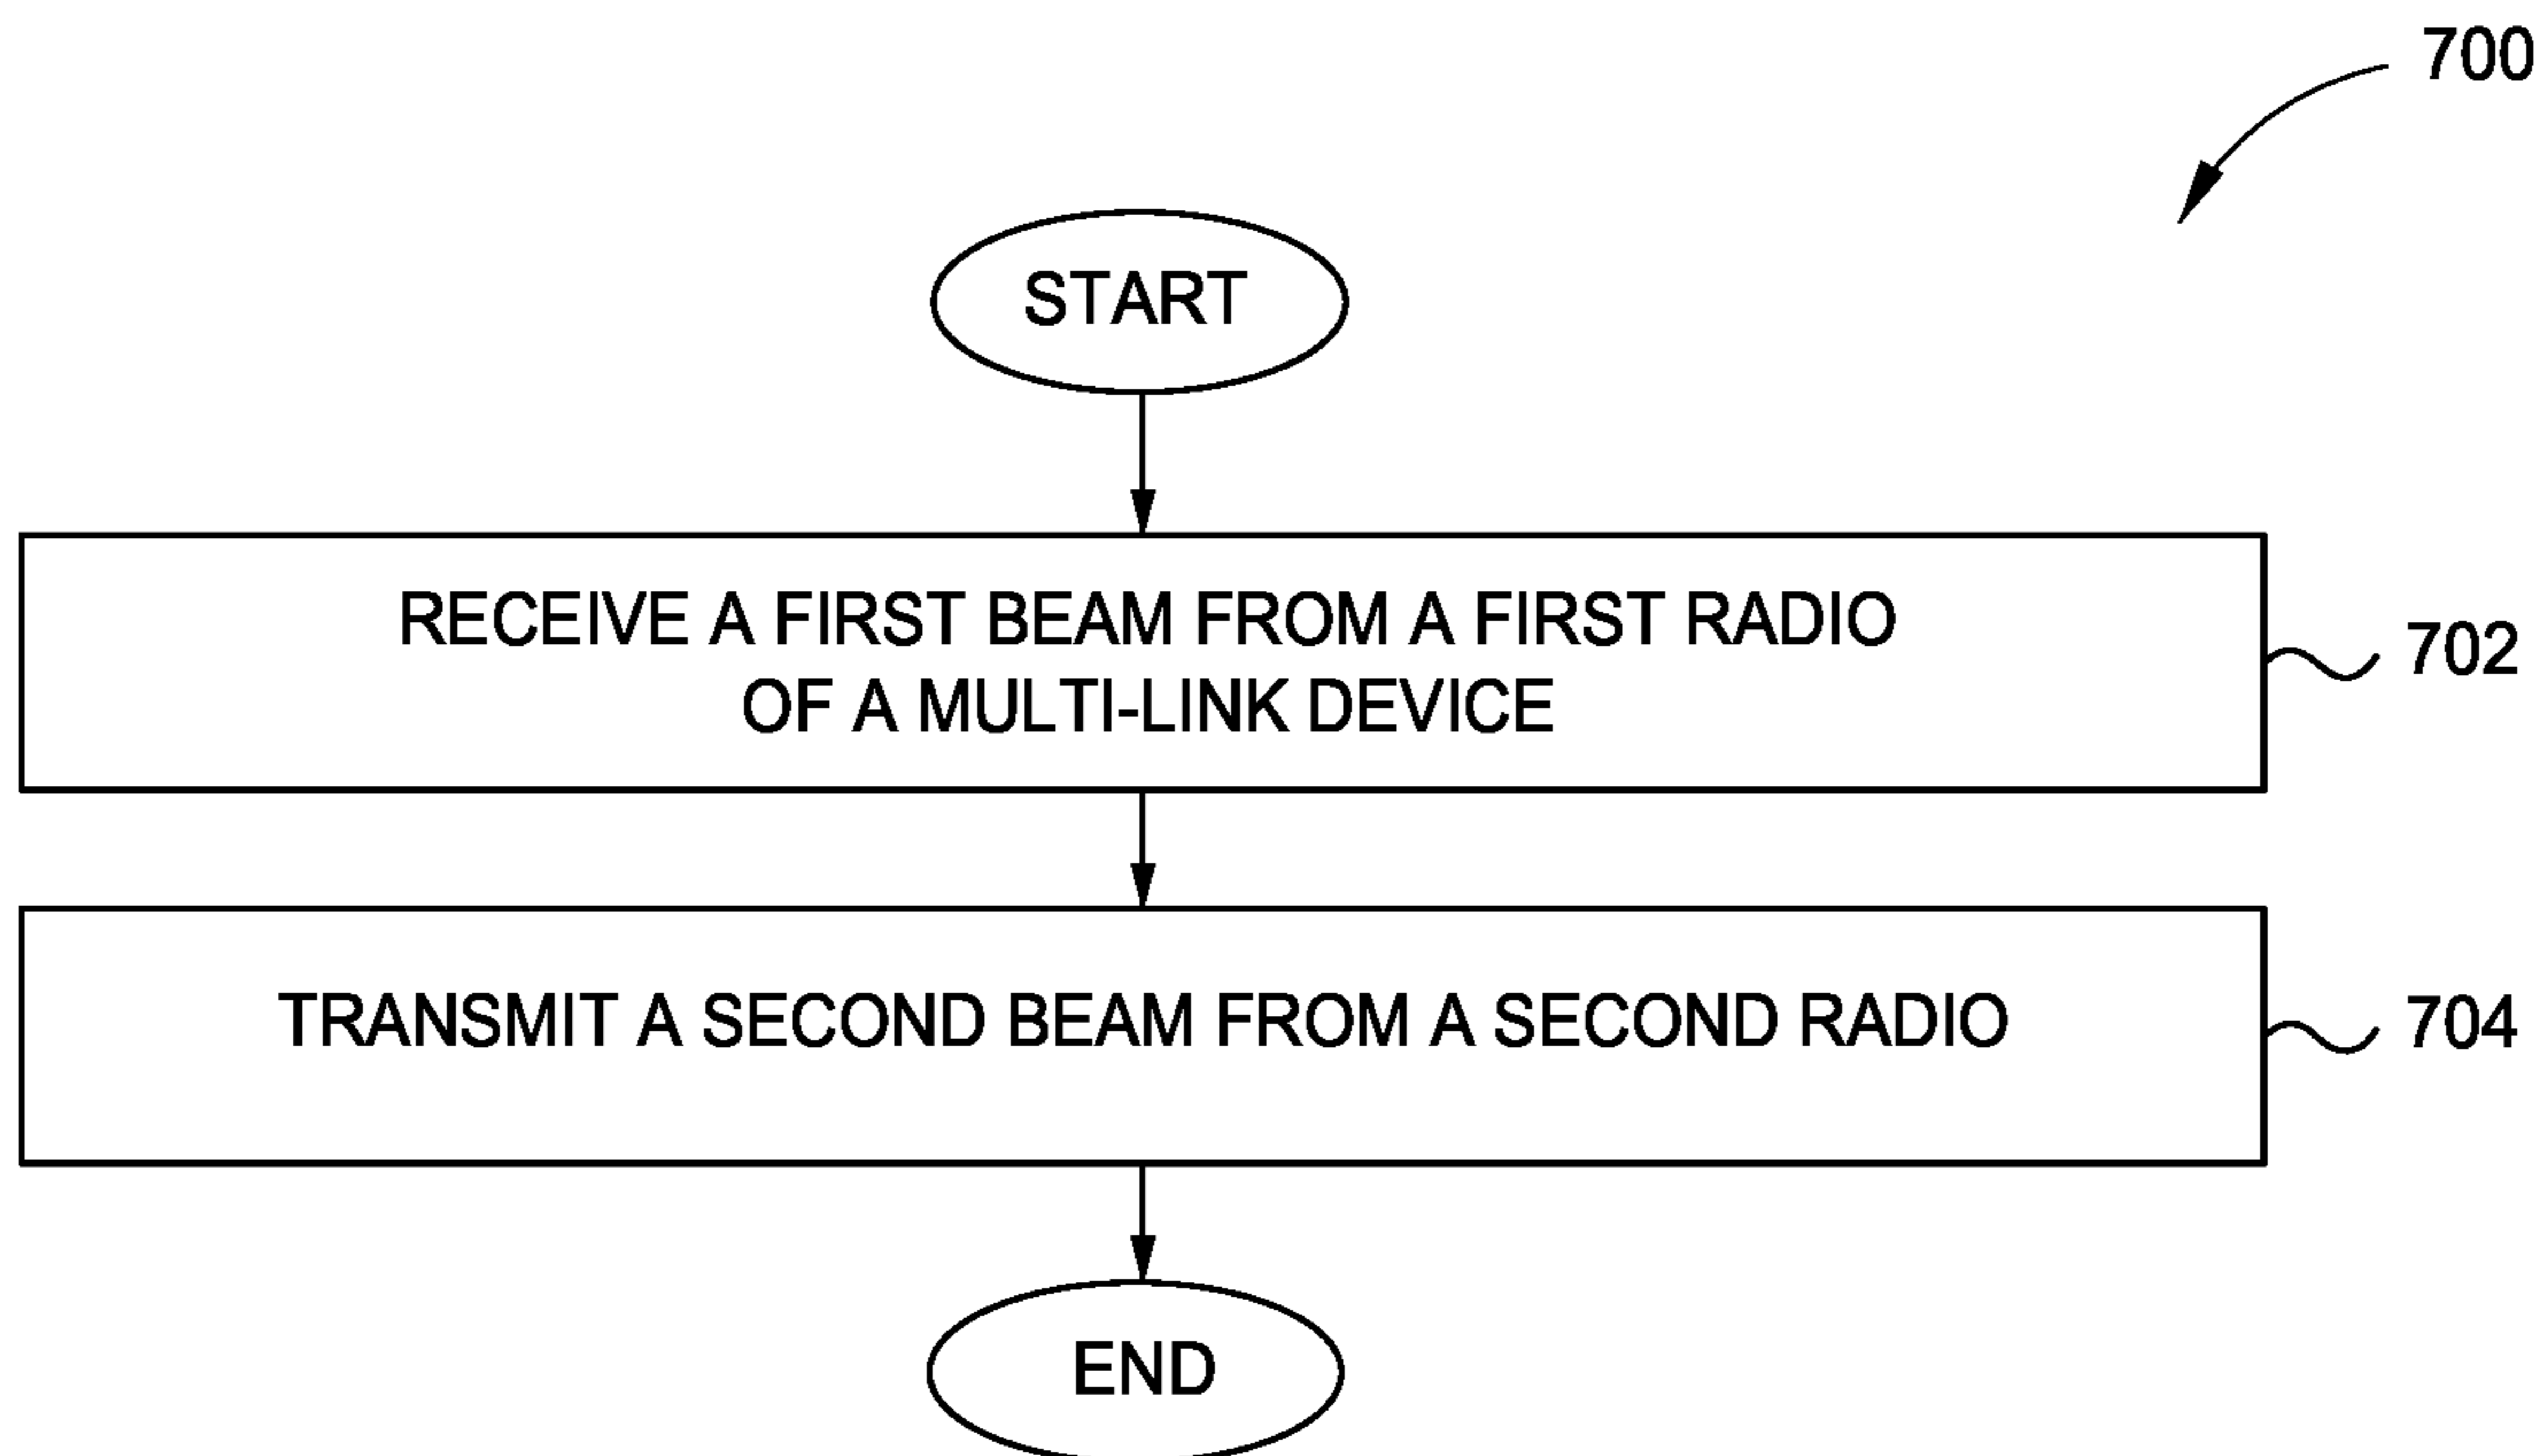 700
START
RECEIVE A FIRST BEAM FROM A FIRST RADIO
OF A MULTI-LINK DEVICE
702
TRANSMIT A SECOND BEAM FROM A SECOND RADIO
704
END